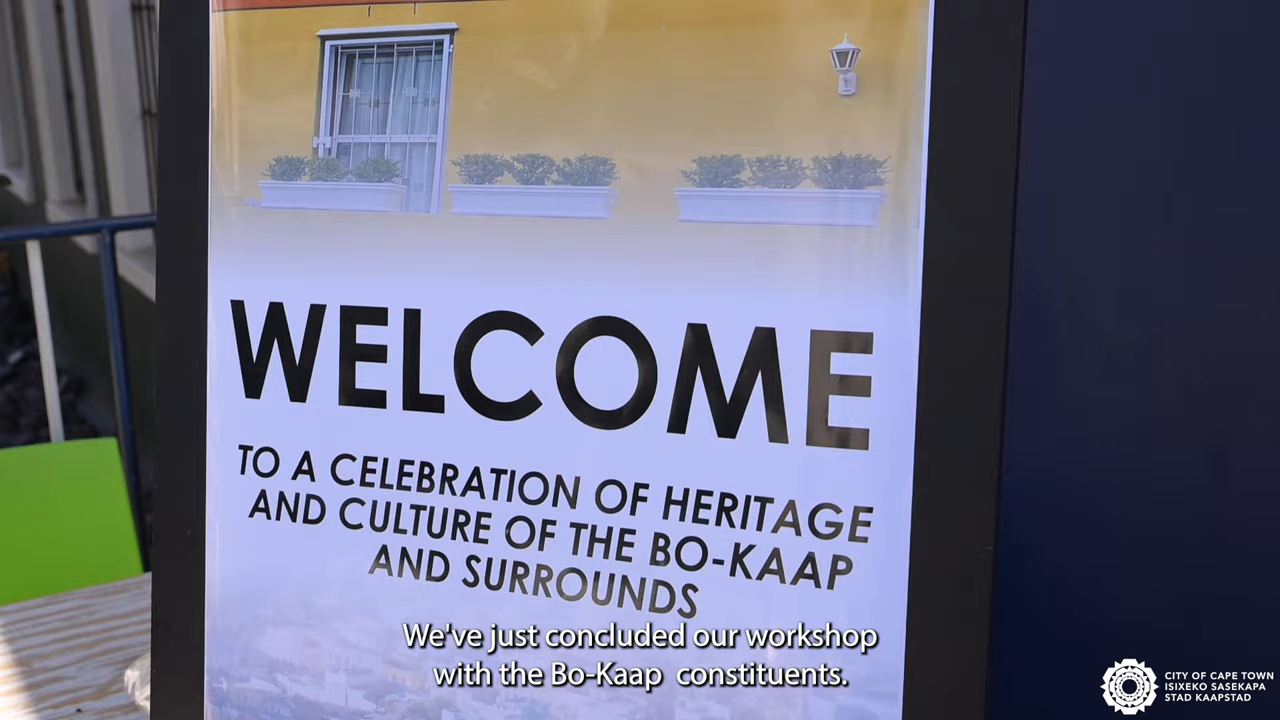 WELCOME
TO A CELEBRATION OF HERITAGE
AND CULTURE OF THE BO-KAAP
AND SURROUNDS
We've just concluded our workshop
with the Bo-Kaap  constituents.
CITY OF CAPE TOWN
ISIXEKO SASEKAPA
STAD KAAPSTAD